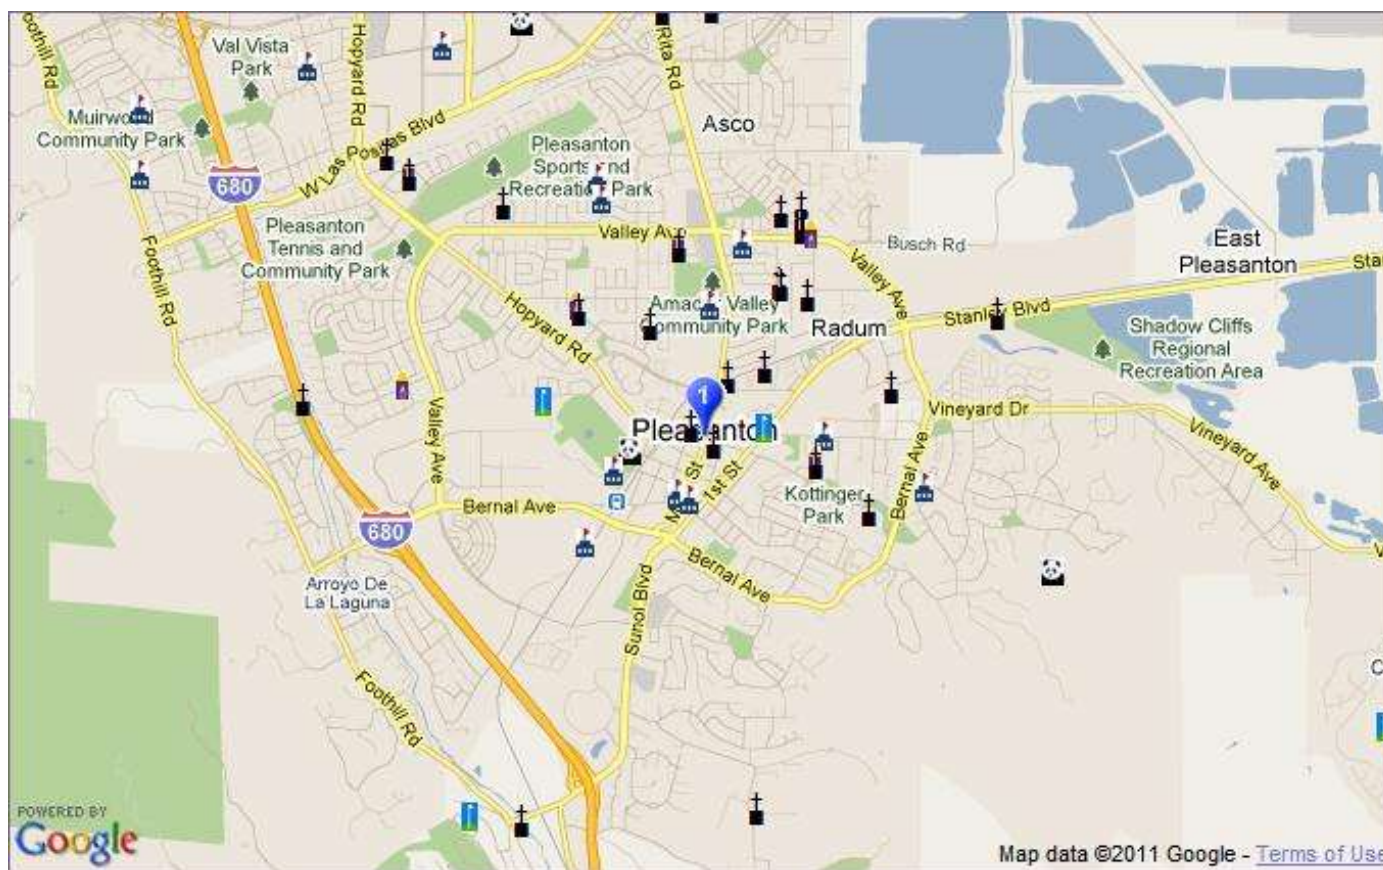 Foothill Rd
Val Vista
Park
Hopyard Rd
Rita Rd
Asco
Muirwood
Community Park
W Las Positas Blvd
Pleasanton
Sports and
Recreation Park
680
Pleasanton
Tennis and
Community Park
Valley Ave
Busch Rd
East
Pleasanton
Foothill Rd
Valley Ave
Stanley Blvd
Hopyard Rd
Amador Valley
Community Park
Radum
Shadow Cliffs
Regional
Recreation Area
1
Valley Ave
Pleasanton
Vineyard Dr
Vineyard Ave
St
1st St
Bernal Ave
Kottinger
Park
Bernal Ave
680
Bernal Ave
Arroyo De
La Laguna
Sunol Blvd
Foothill Rd
POWERED BY
Google
Map data ©2011 Google - Terms of Use